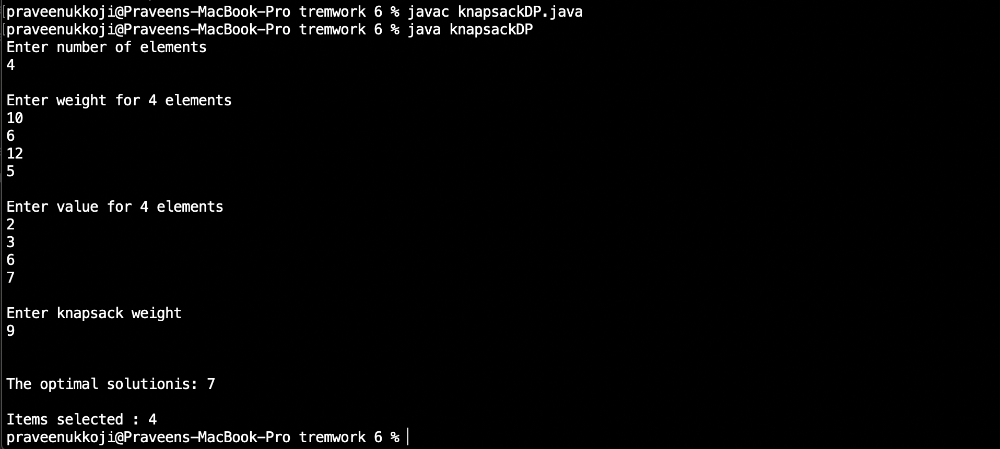 [praveenukkoji@Praveens-MacBook-Pro tremwork 6 % javac knapsackDP.java
[praveenukkoji@Praveens-MacBook-Pro tremwork 6 % java knapsackDP
Enter number of elements
4
Enter weight for 4 elements
10
6
12
5
Enter value for 4 elements
2
3
6
7
Enter knapsack weight
9
The optimal solutionis: 7
Items selected : 4
praveenukkoji@Praveens-MacBook-Pro tremwork 6 %